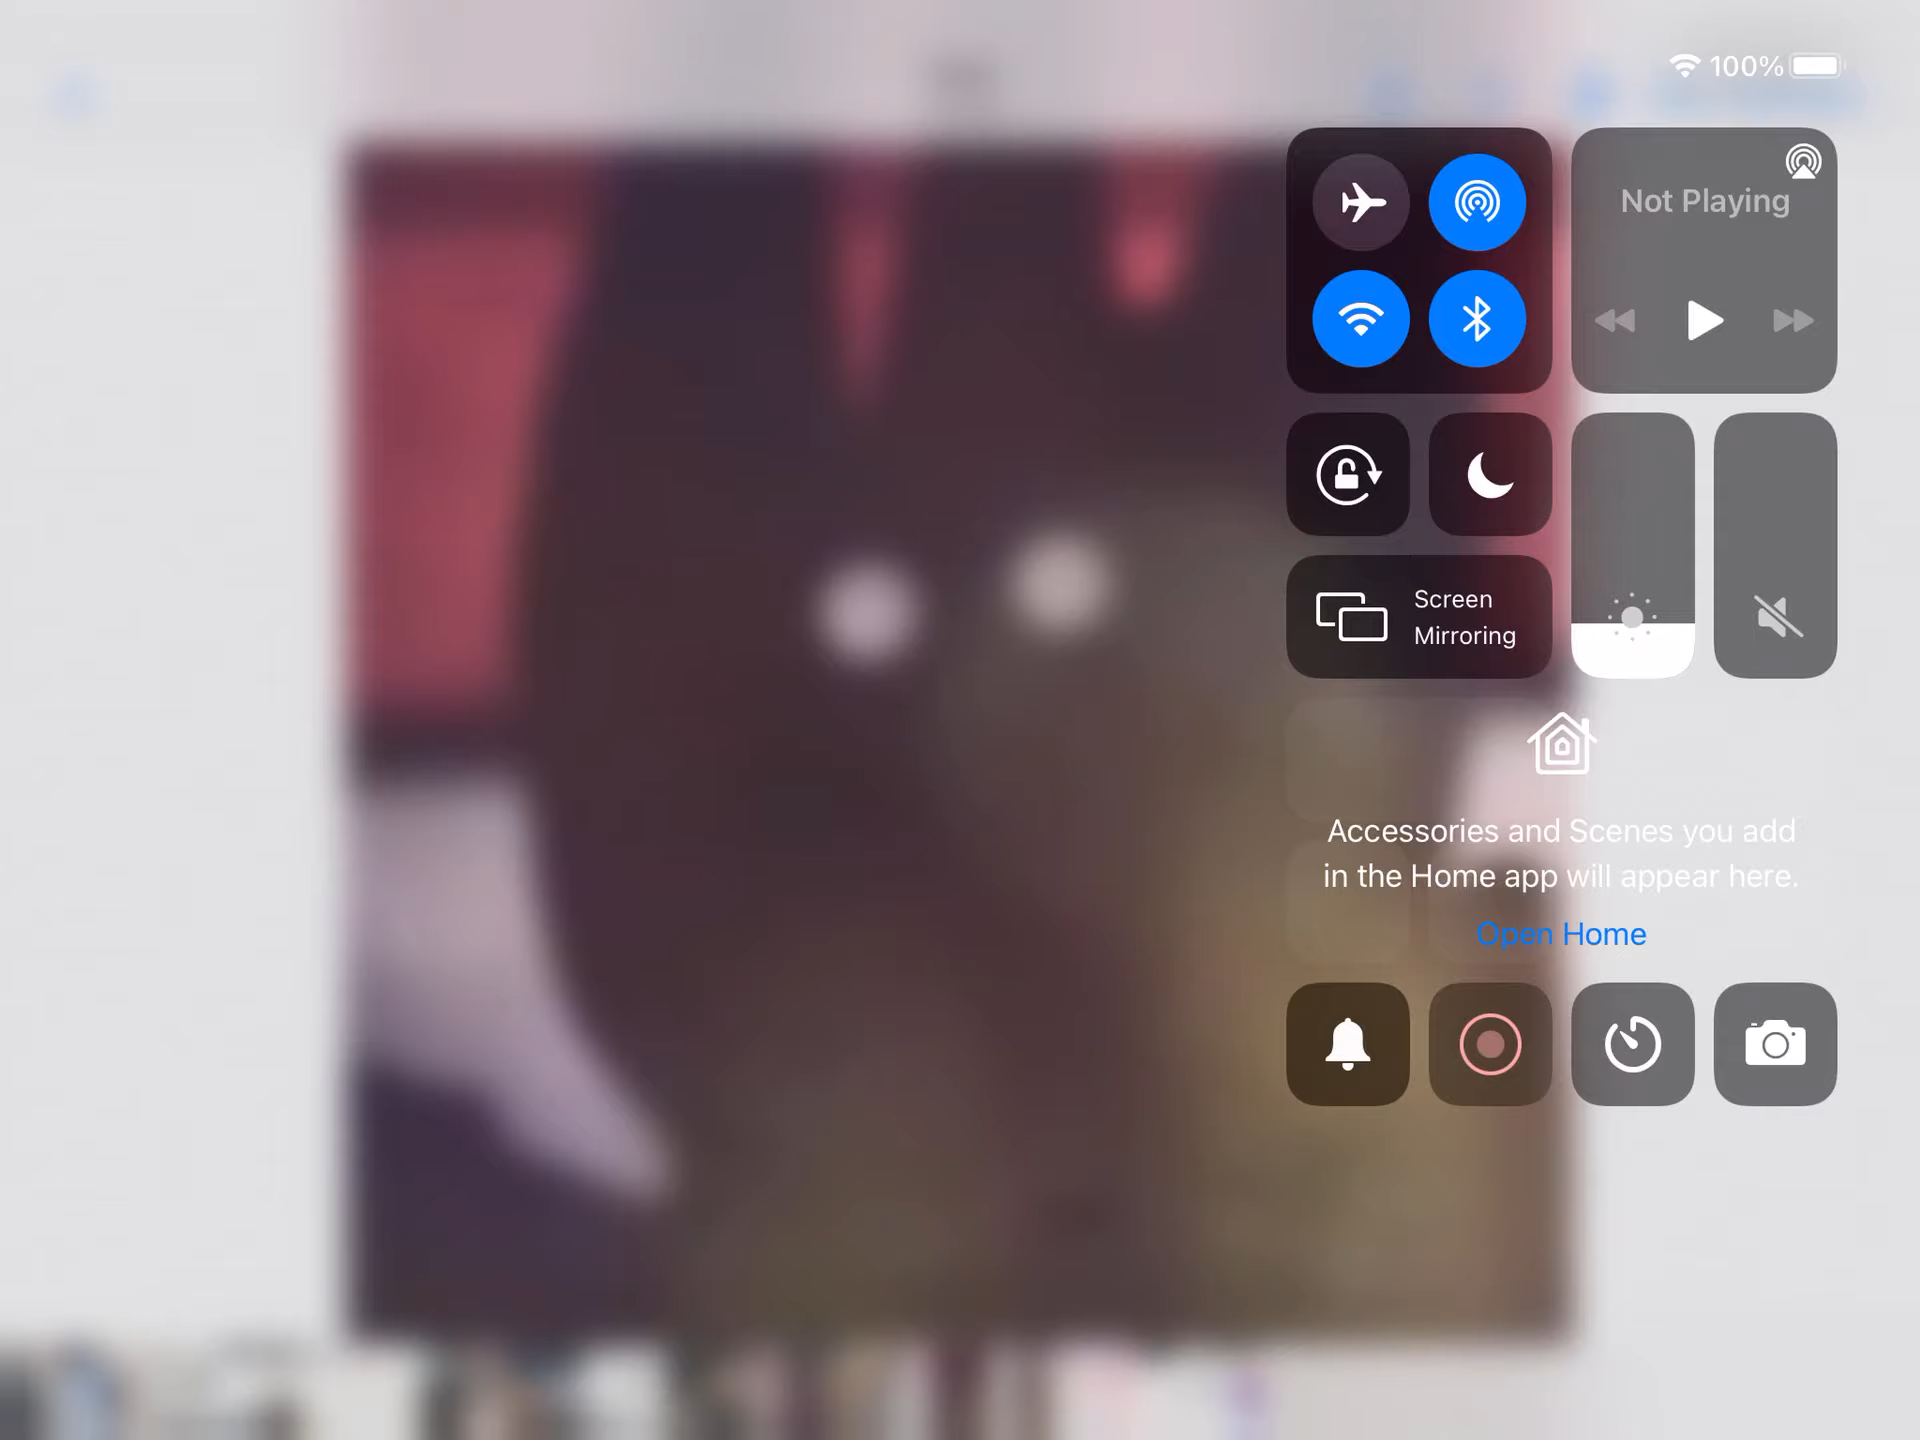 100%
Not Playing
Screen
Mirroring
Accessories and Scenes you add
in the Home app will appear here.
Open Home